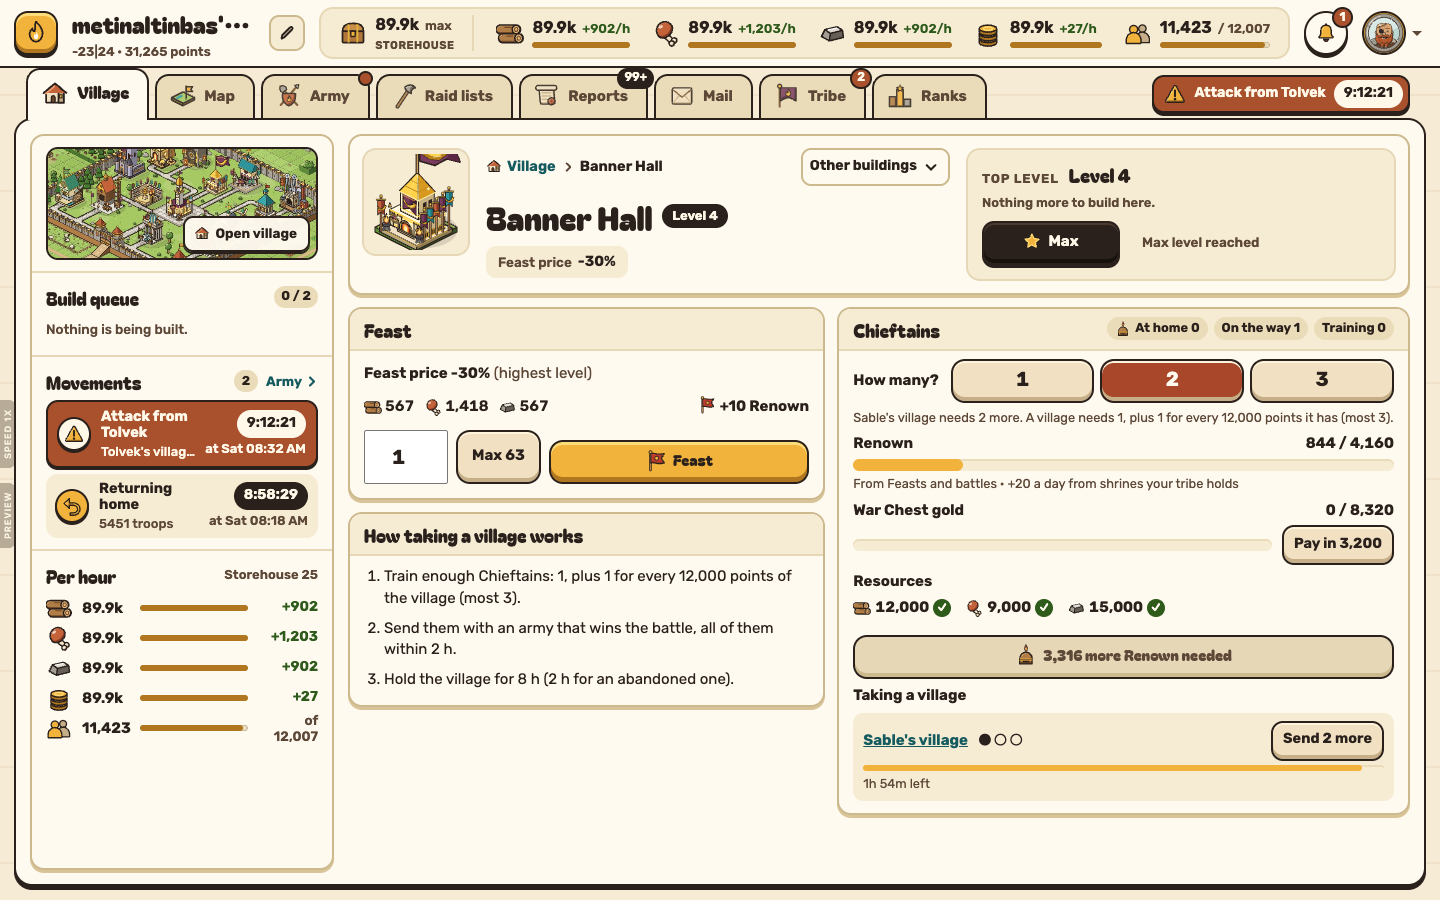 metinaltinbas'•••
-23|24 • 31,265 points
89.9k max
STOREHOUSE
89.9k +902/h
89.9k +1,203/h
89.9k +902/h
89.9k +27/h
11,423 / 12,007
1
Village
Map
Army
Raid lists
Reports
99+
Mail
Tribe
2
Ranks
Attack from Tolvek 9:12:21
SPEED 1X
PREVIEW
Open village
Build queue
0 / 2
Nothing is being built.
Movements
2
Army
Attack from Tolvek
9:12:21
Tolvek's villag...
at Sat 08:32 AM
Returning home
8:58:29
5451 troops
at Sat 08:18 AM
Per hour
Storehouse 25
89.9k +902
89.9k +1,203
89.9k +902
89.9k +27
11,423 of 12,007
Village > Banner Hall
Other buildings
Banner Hall
Level 4
Feast price -30%
TOP LEVEL Level 4
Nothing more to build here.
Max
Max level reached
Feast
Feast price -30% (highest level)
567 1,418 567
+10 Renown
1
Max 63
Feast
How taking a village works
1. Train enough Chieftains: 1, plus 1 for every 12,000 points of
the village (most 3).
2. Send them with an army that wins the battle, all of them
within 2 h.
3. Hold the village for 8 h (2 h for an abandoned one).
Chieftains
At home 0
On the way 1
Training 0
How many?
1
2
3
Sable's village needs 2 more. A village needs 1, plus 1 for every 12,000 points it has (most 3).
Renown
844 / 4,160
From Feasts and battles • +20 a day from shrines your tribe holds
War Chest gold
0 / 8,320
Pay in 3,200
Resources
12,000 9,000 15,000
3,316 more Renown needed
Taking a village
Sable's village
Send 2 more
1h 54m left